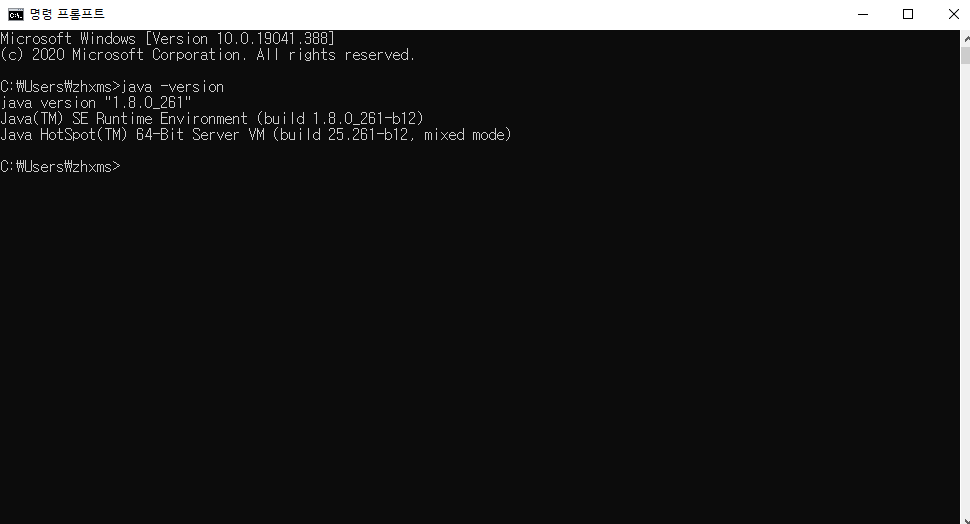 명령 프롬프트
Microsoft Windows [Version 10.0.19041.388]
(c) 2020 Microsoft Corporation. All rights reserved.
C:₩Users₩zhxms>java -version
java version "1.8.0_261"
Java(TM) SE Runtime Environment (build 1.8.0_261-b12)
Java HotSpot(TM) 64-Bit Server VM (build 25.261-b12, mixed mode)
C:₩Users₩zhxms>